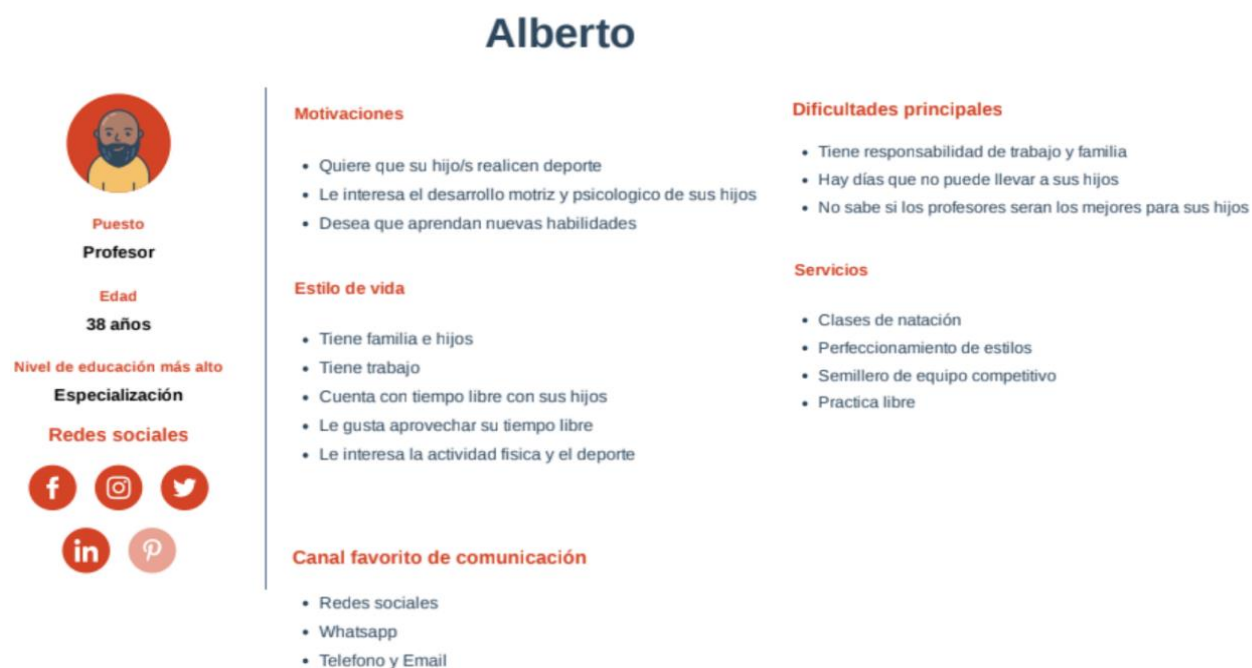 Alberto
Puesto
Profesor
Edad
38 años
Nivel de educación más alto
Especialización
Redes sociales
Motivaciones
• Quiere que su hijo/s realicen deporte
• Le interesa el desarrollo motriz y psicologico de sus hijos
• Desea que aprendan nuevas habilidades
Estilo de vida
• Tiene familia e hijos
• Tiene trabajo
• Cuenta con tiempo libre con sus hijos
• Le gusta aprovechar su tiempo libre
• Le interesa la actividad fisica y el deporte
Canal favorito de comunicación
• Redes sociales
• Whatsapp
• Telefono y Email
Dificultades principales
• Tiene responsabilidad de trabajo y familia
• Hay días que no puede llevar a sus hijos
• No sabe si los profesores seran los mejores para sus hijos
Servicios
• Clases de natación
• Perfeccionamiento de estilos
• Semillero de equipo competitivo
• Practica libre